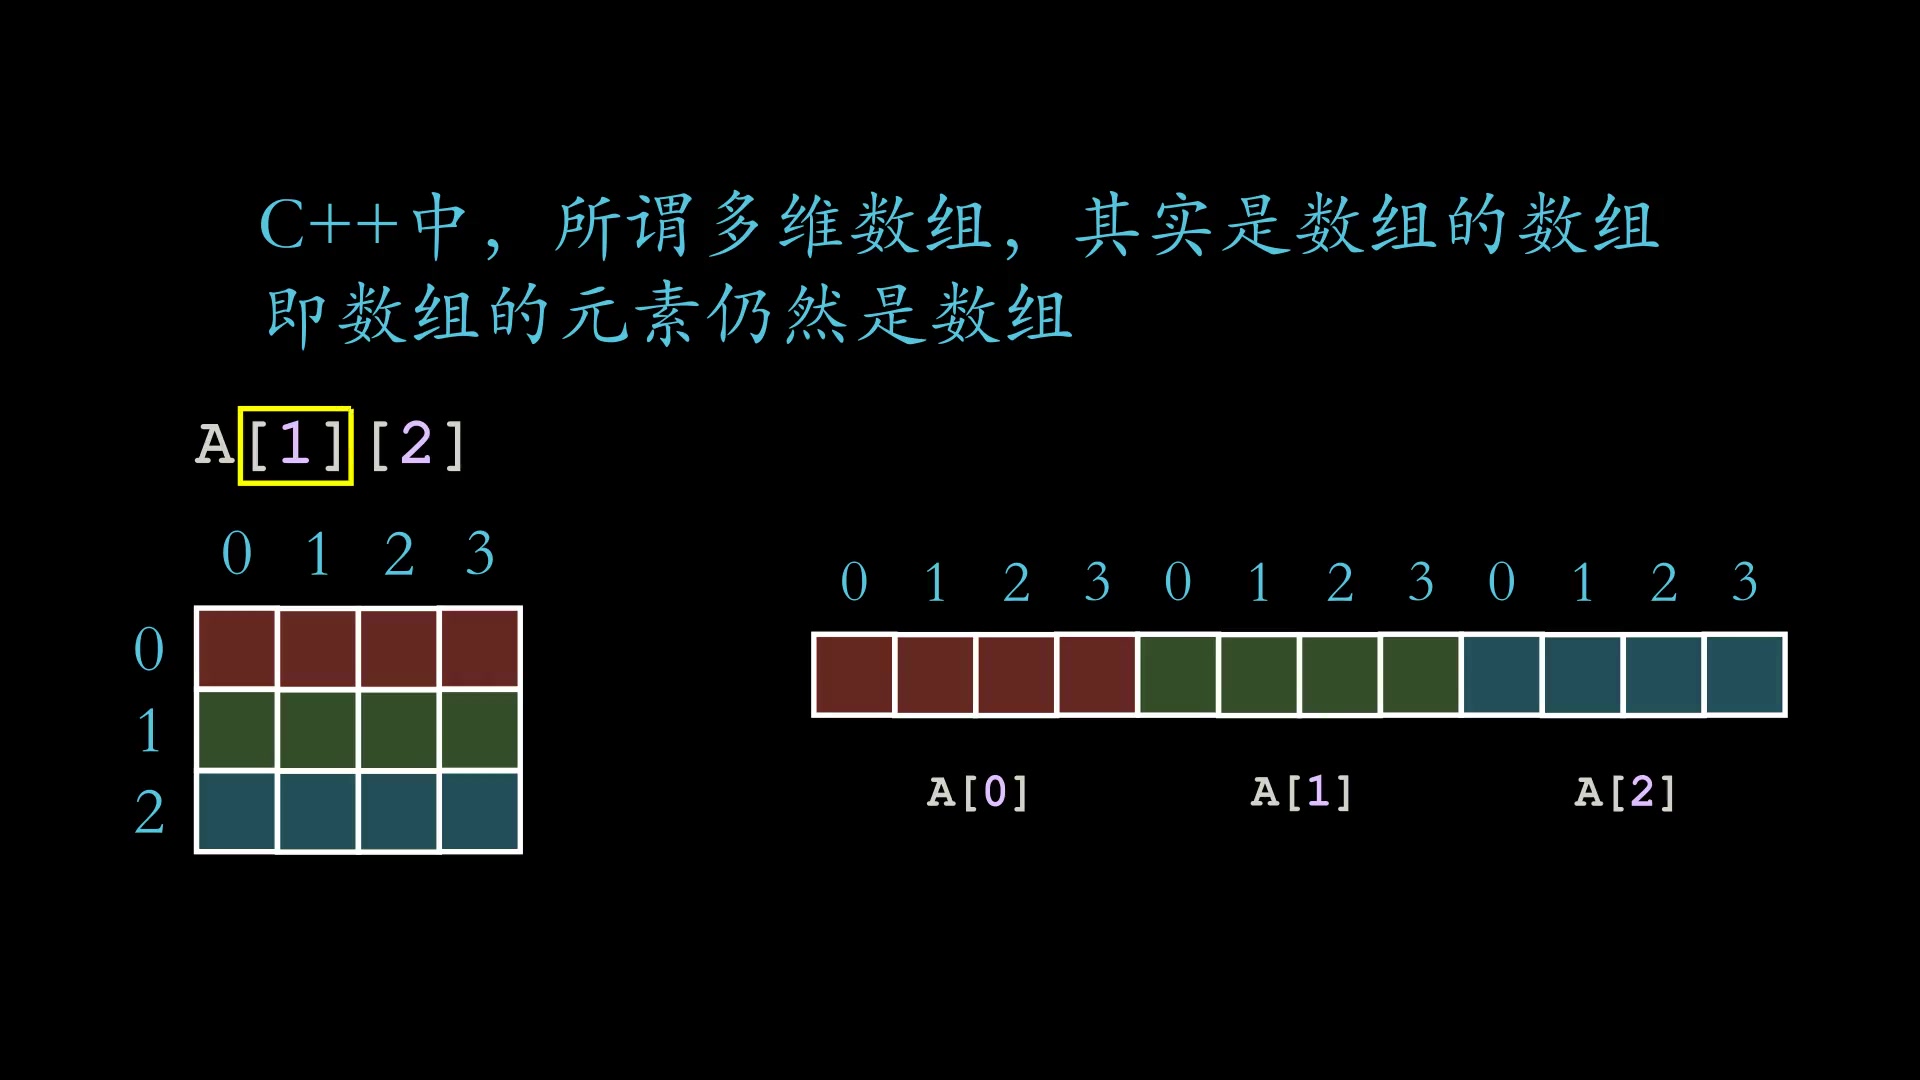 C++中，所谓多维数组，其实是数组的数组
即数组的元素仍然是数组
A[1][2]
0 1 2 3
0
1
2
0 1 2 3 0 1 2 3 0 1 2 3
A[0] A[1] A[2]